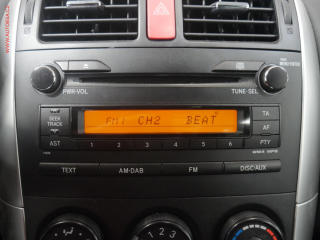 PWR•VOL
TUNE•SEL
SEEK
TRACK
FM1 CH2 BEAT
TA
AF
AST
1 2 3 4 5 6
PTY
TEXT
AM•DAB
FM
DISC•AUX